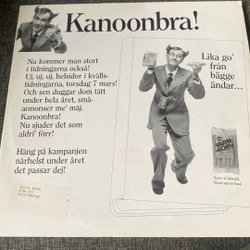 Kanoonbra!
Nu kommer man stort
i tidningarna också!
Uj, uj, uj, helsidor i kvälls-
tidningarna, torsdag 7 mars!
Och sen duggar dom tätt
under hela året, små-
annonser me' måj.
Kanoonbra!
Nu sjuder det som
aldri' förr!
Häng på kampanjen
närhelst under året
det passar dej!
Lika go'
från
bägge
ändar...